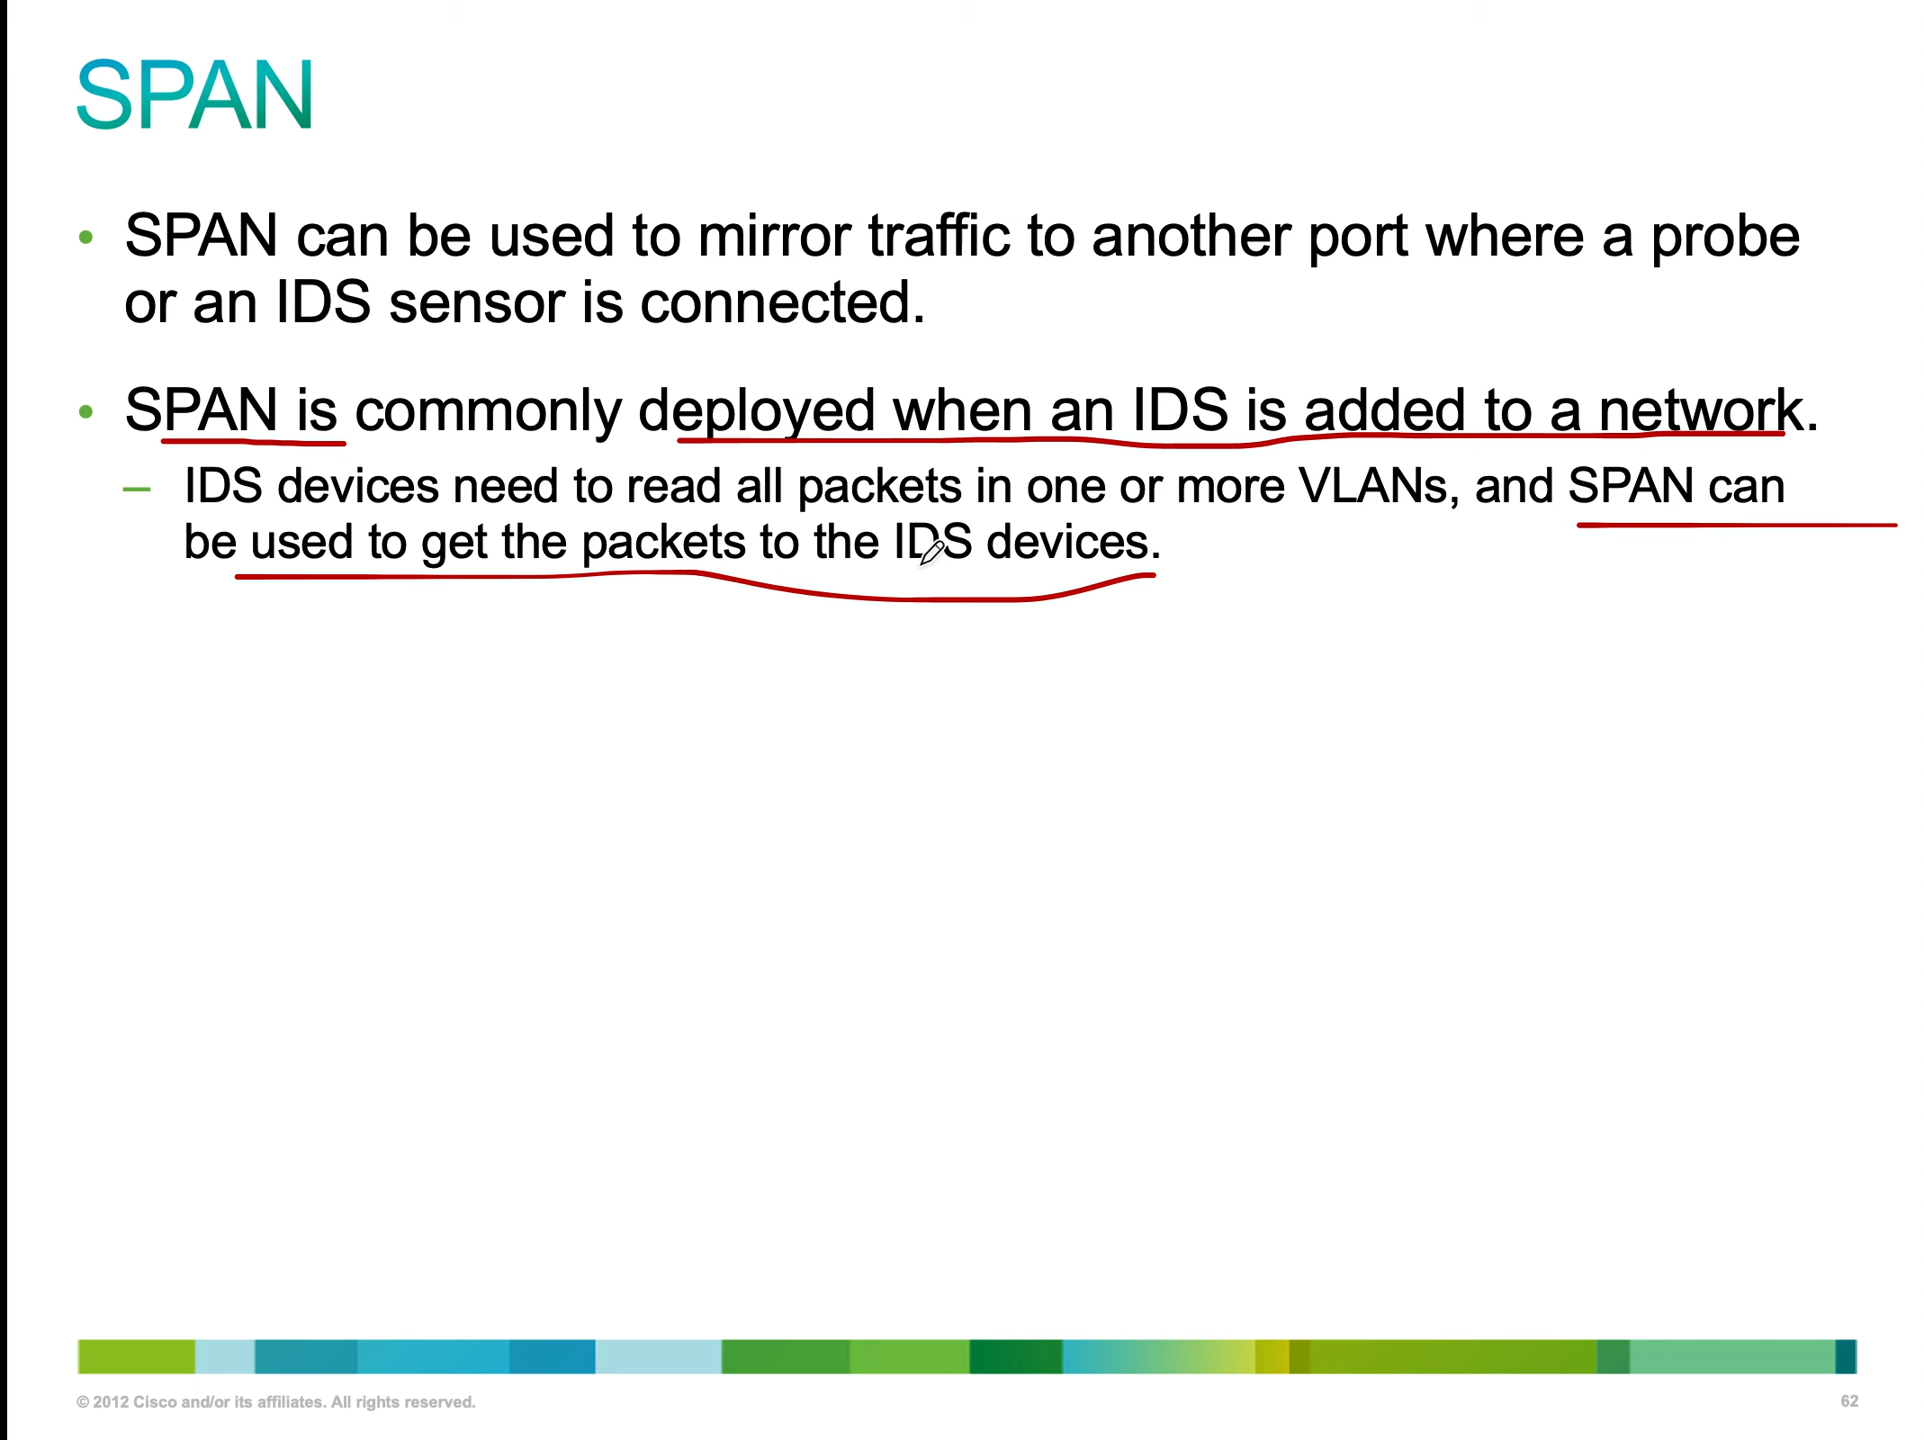 SPAN
• SPAN can be used to mirror traffic to another port where a probe
or an IDS sensor is connected.
• SPAN is commonly deployed when an IDS is added to a network.
– IDS devices need to read all packets in one or more VLANs, and SPAN can
be used to get the packets to the IDS devices.
© 2012 Cisco and/or its affiliates. All rights reserved.
62